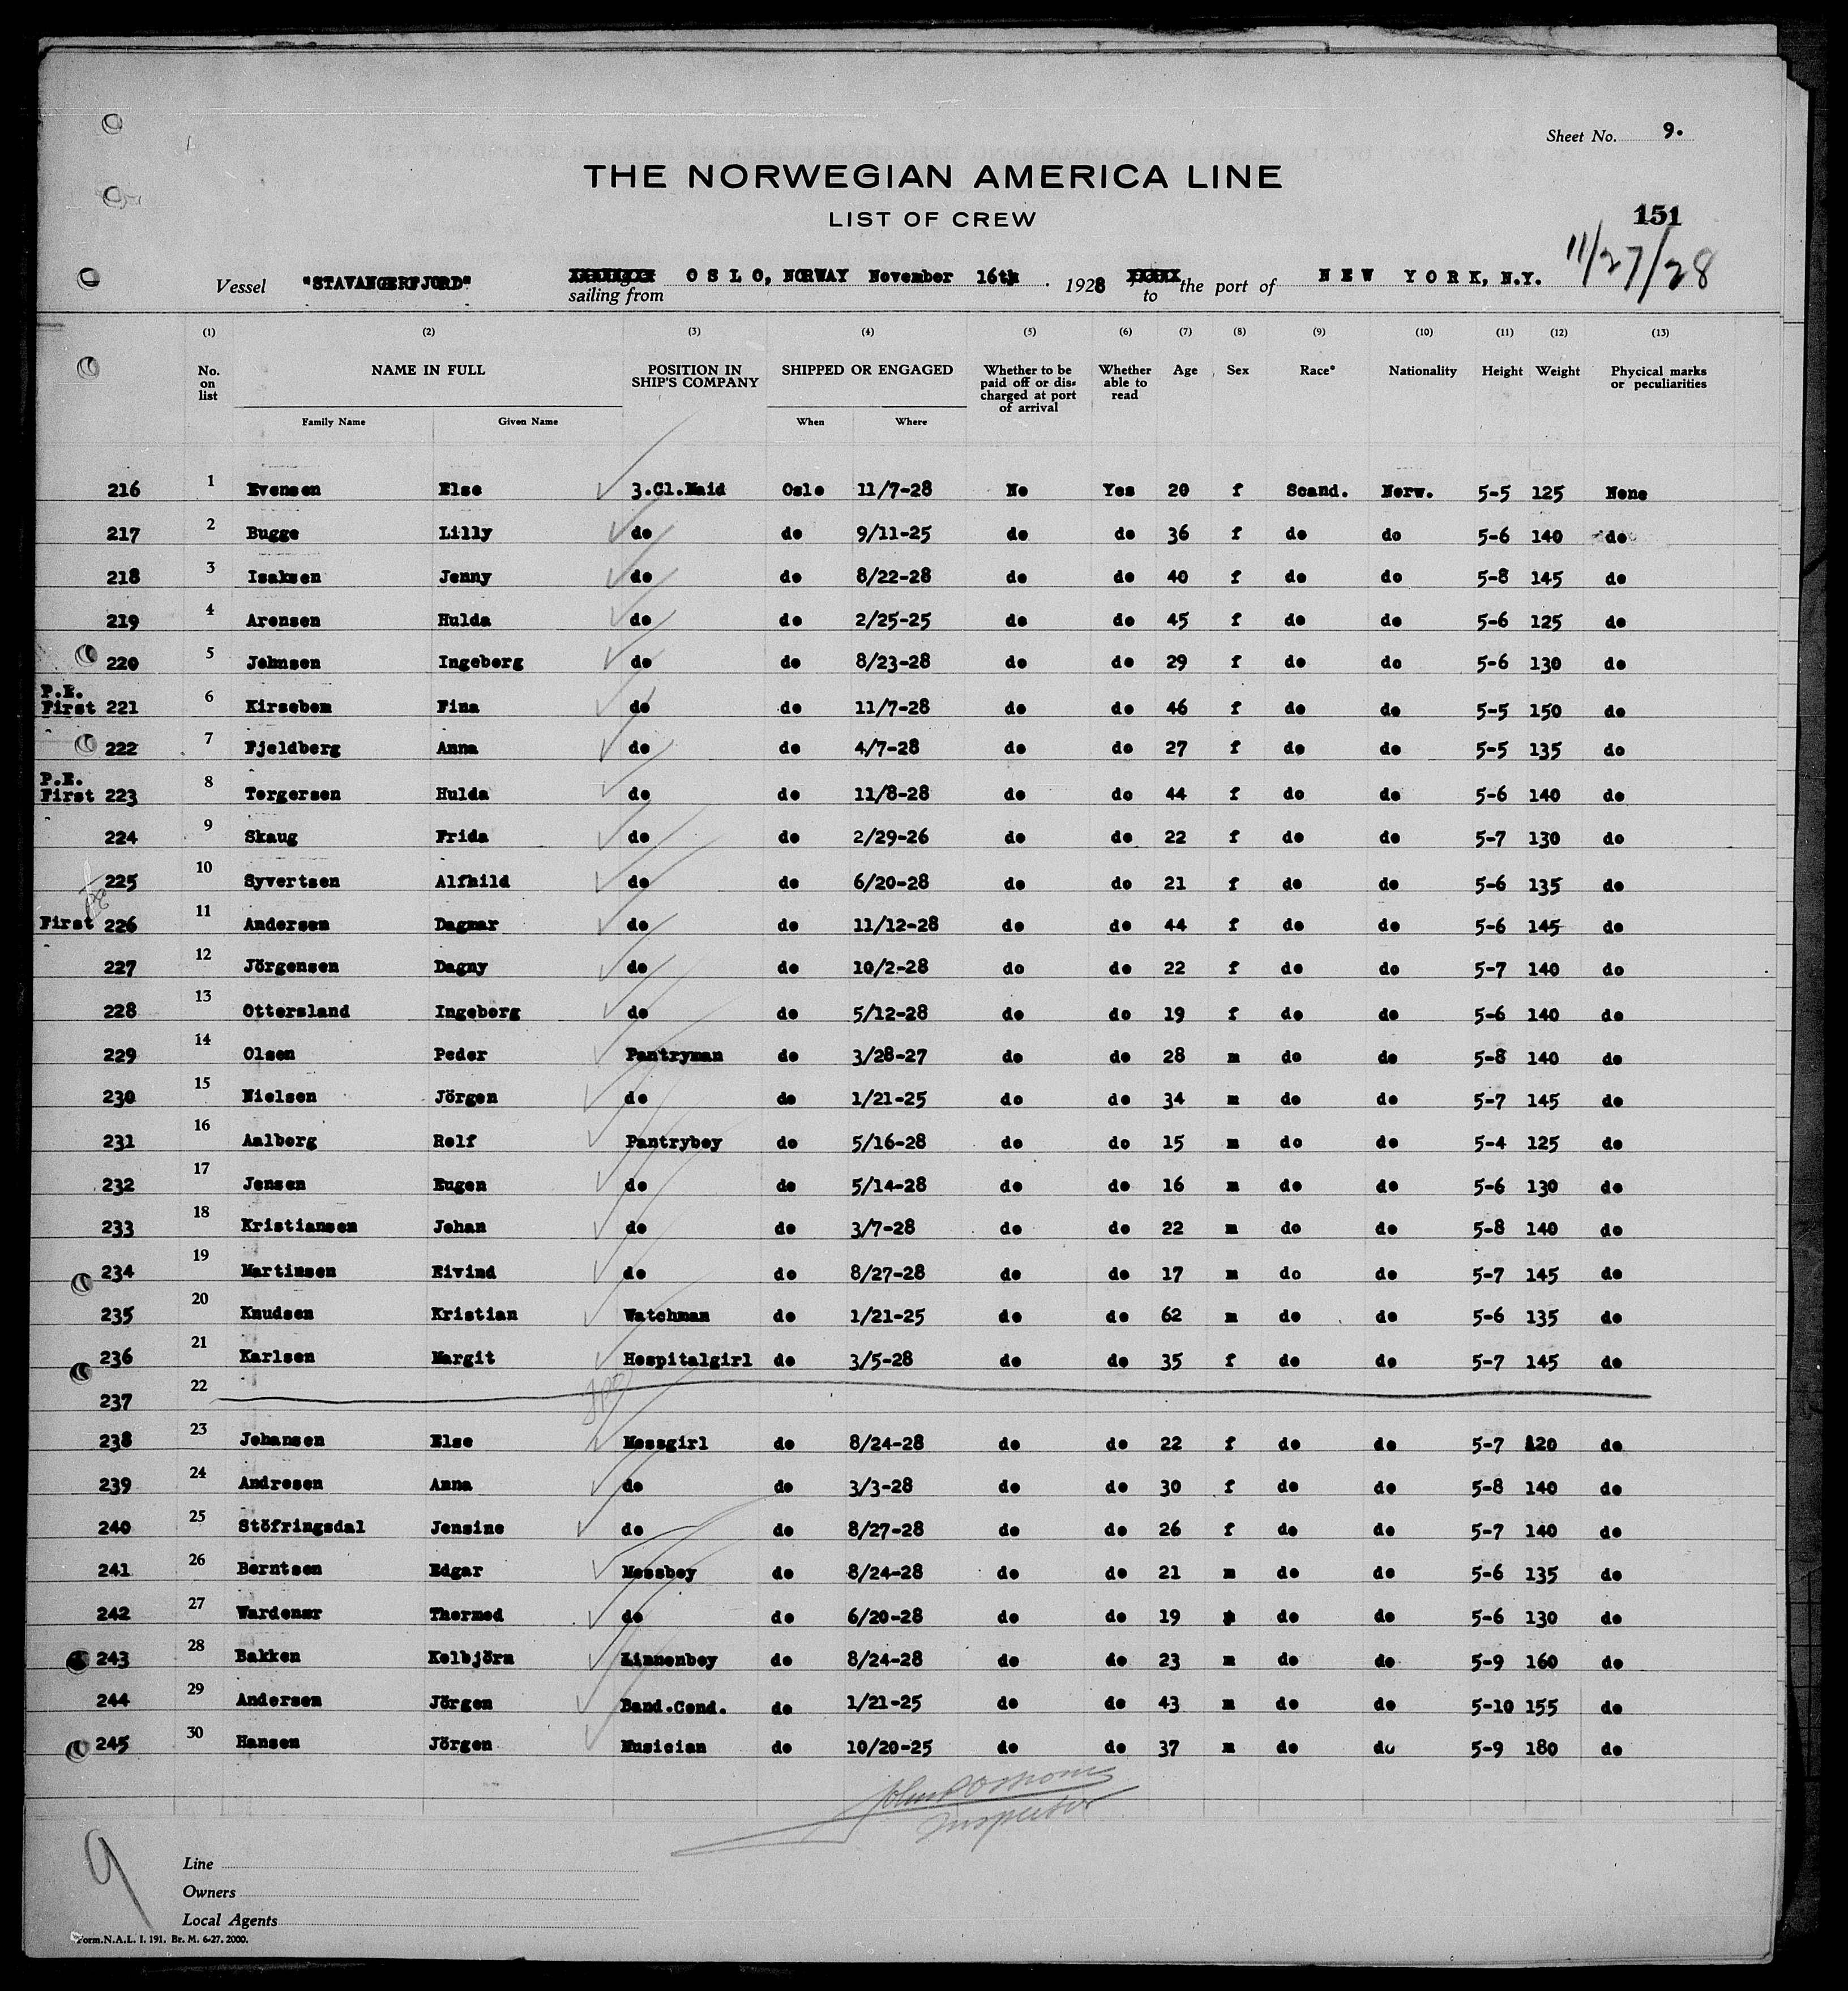 Sheet No. 9.
THE NORWEGIAN AMERICA LINE
LIST OF CREW
151
11/27/28
Vessel "STAVANGERFJORD" sailing from OSLO, NORWAY November 16th. 1928 to the port of NEW YORK, N.Y.
(1) (2) (3) (4) (5) (6) (7) (8) (9) (10) (11) (12) (13)
No. on list NAME IN FULL POSITION IN SHIP'S COMPANY SHIPPED OR ENGAGED Whether to be paid off or discharged at port of arrival Whether able to read Age Sex Race* Nationality Height Weight Physical marks or peculiarities
Family Name Given Name When Where
216 1 Evensen Else 3.Cl.Maid Oslo 11/7-28 No Yes 20 f Scand. Norw. 5-5 125 None
217 2 Bugge Lilly do do 9/11-25 do do 36 f do do 5-6 140 do
218 3 Isaksen Jenny do do 8/22-28 do do 40 f do do 5-8 145 do
219 4 Arensen Hulda do do 2/25-25 do do 45 f do do 5-6 125 do
220 5 Johnsen Ingeborg do do 8/23-28 do do 29 f do do 5-6 130 do
P.E. First 221 6 Kirsebom Fina do do 11/7-28 do do 46 f do do 5-5 150 do
222 7 Fjeldberg Anna do do 4/7-28 do do 27 f do do 5-5 135 do
P.E. First 223 8 Torgersen Hulda do do 11/8-28 do do 44 f do do 5-6 140 do
224 9 Skaug Frida do do 2/29-26 do do 22 f do do 5-7 130 do
225 10 Syvertsen Alfhild do do 6/20-28 do do 21 f do do 5-6 135 do
First 226 11 Andersen Dagmar do do 11/12-28 do do 44 f do do 5-6 145 do
227 12 Jörgensen Dagny do do 10/2-28 do do 22 f do do 5-7 140 do
228 13 Ottersland Ingeborg do do 5/12-28 do do 19 f do do 5-6 140 do
229 14 Olsen Peder Pantryman do 3/28-27 do do 28 m do do 5-8 140 do
230 15 Nielsen Jörgen do do 1/21-25 do do 34 m do do 5-7 145 do
231 16 Aalborg Rolf Pantryboy do 5/16-28 do do 15 m do do 5-4 125 do
232 17 Jensen Eugen do do 5/14-28 do do 16 m do do 5-6 130 do
233 18 Kristiansen Johan do do 3/7-28 do do 22 m do do 5-8 140 do
234 19 Martinsen Eivind do do 8/27-28 do do 17 m do do 5-7 145 do
235 20 Knudsen Kristian Watchman do 1/21-25 do do 62 m do do 5-6 135 do
236 21 Karlsen Margit Hospitalgirl do 3/5-28 do do 35 f do do 5-7 145 do
237 22
238 23 Johansen Else Messgirl do 8/24-28 do do 22 f do do 5-7 120 do
239 24 Andresen Anna do do 3/3-28 do do 30 f do do 5-8 140 do
240 25 Stöfringsdal Jensine do do 8/27-28 do do 26 f do do 5-7 140 do
241 26 Berntsen Edgar Messboy do 8/24-28 do do 21 m do do 5-6 135 do
242 27 Wardenær Thormod do do 6/20-28 do do 19 m do do 5-6 130 do
243 28 Bakken Kolbjörn Linnenboy do 8/24-28 do do 23 m do do 5-9 160 do
244 29 Andersen Jörgen Band.Cond. do 1/21-25 do do 43 m do do 5-10 155 do
245 30 Hansen Jörgen Musician do 10/20-25 do do 37 m do do 5-9 180 do
Inspector
9
Line
Owners
Local Agents
Form.N.A.L. I. 191. Br. M. 6-27. 2000.